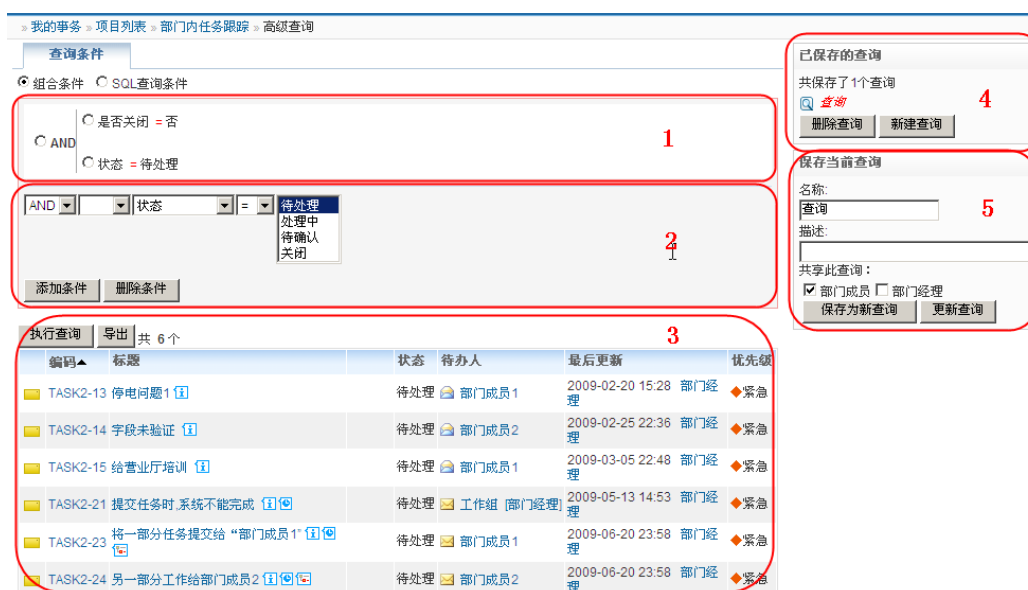 » 我的事务 » 项目列表 » 部门内任务跟踪 » 高级查询
查询条件
组合条件 SQL查询条件
AND
是否关闭 = 否
状态 = 待处理
1
AND 状态 = 待处理
处理中
待确认
关闭
2
添加条件 删除条件
执行查询 导出 共 6个
3
编码 标题 状态 待办人 最后更新 优先级
TASK2-13 停电问题1 待处理 部门成员1 2009-02-20 15:28 部门经理 紧急
TASK2-14 字段未验证 待处理 部门成员2 2009-02-25 22:36 部门经理 紧急
TASK2-15 给营业厅培训 待处理 部门成员1 2009-03-05 22:48 部门经理 紧急
TASK2-21 提交任务时,系统不能完成 待处理 工作组 [部门经理] 2009-05-13 14:53 部门经理 紧急
TASK2-23 将一部分任务提交给“部门成员1” 待处理 部门成员1 2009-06-20 23:58 部门经理 紧急
TASK2-24 另一部分工作给部门成员2 待处理 部门成员2 2009-06-20 23:58 部门经理 紧急
已保存的查询
共保存了1个查询
查询
4
删除查询 新建查询
保存当前查询
名称:
查询
5
描述:
共享此查询：
部门成员 部门经理
保存为新查询 更新查询